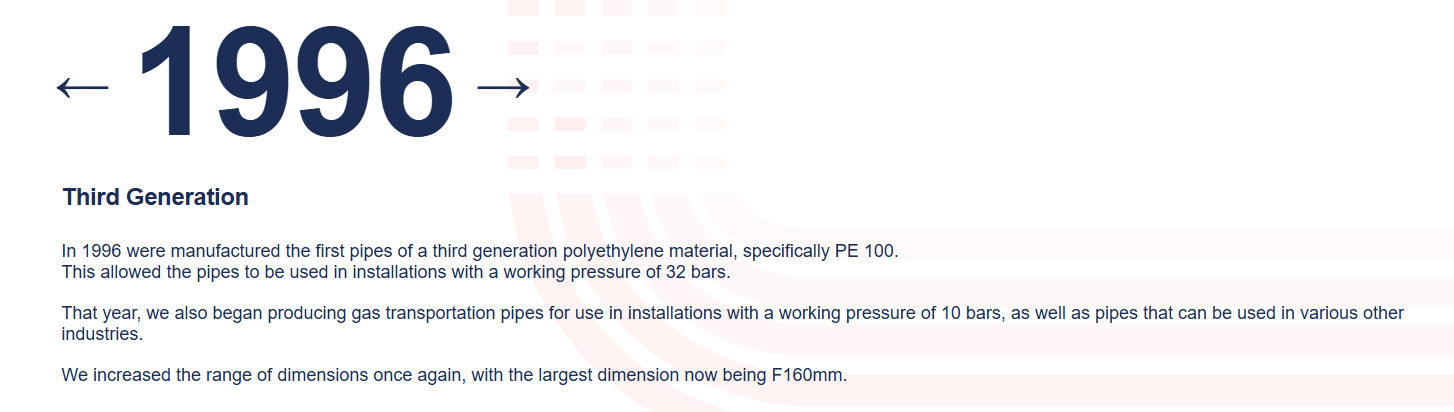 ← 1996 →
Third Generation
In 1996 were manufactured the first pipes of a third generation polyethylene material, specifically PE 100.
This allowed the pipes to be used in installations with a working pressure of 32 bars.
That year, we also began producing gas transportation pipes for use in installations with a working pressure of 10 bars, as well as pipes that can be used in various other
industries.
We increased the range of dimensions once again, with the largest dimension now being F160mm.